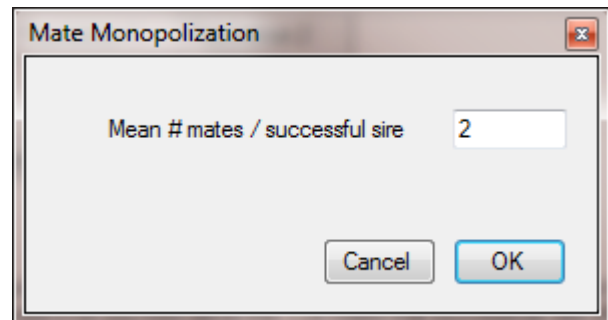 Mate Monopolization
Mean # mates / successful sire 2
Cancel OK